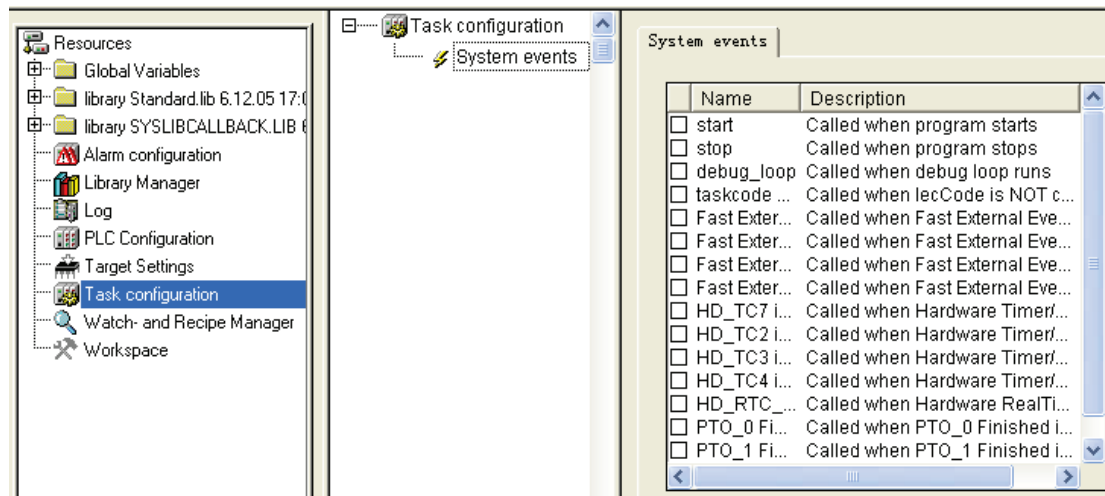 Resources
Global Variables
library Standard.lib 6.12.05 17:0
library SYSLIBCALLBACK.LIB 6
Alarm configuration
Library Manager
Log
PLC Configuration
Target Settings
Task configuration
Watch- and Recipe Manager
Workspace
Task configuration
System events
System events
Name Description
start Called when program starts
stop Called when program stops
debug_loop Called when debug loop runs
taskcode ... Called when IecCode is NOT c...
Fast Exter... Called when Fast External Eve...
Fast Exter... Called when Fast External Eve...
Fast Exter... Called when Fast External Eve...
Fast Exter... Called when Fast External Eve...
HD_TC7 i... Called when Hardware Timer/...
HD_TC2 i... Called when Hardware Timer/...
HD_TC3 i... Called when Hardware Timer/...
HD_TC4 i... Called when Hardware Timer/...
HD_RTC_... Called when Hardware RealTi...
PTO_0 Fi... Called when PTO_0 Finished i...
PTO_1 Fi... Called when PTO_1 Finished i...